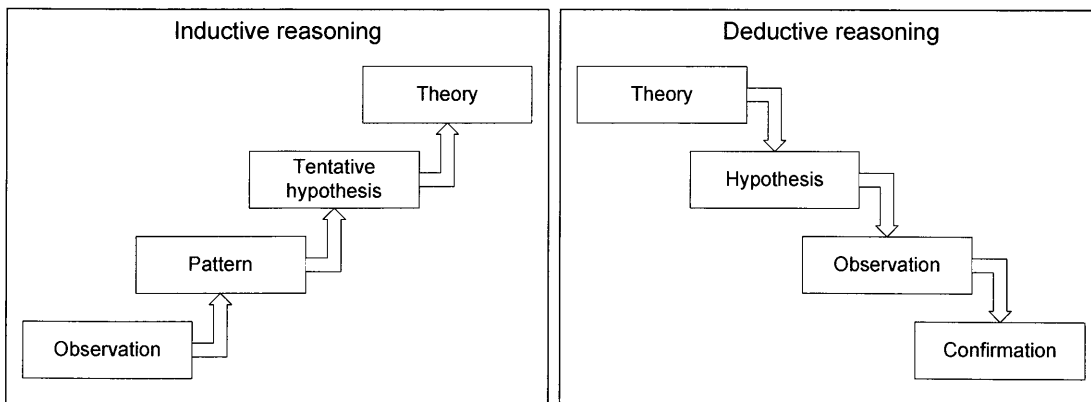 Inductive reasoning
Theory
Tentative
hypothesis
Pattern
Observation
Deductive reasoning
Theory
Hypothesis
Observation
Confirmation